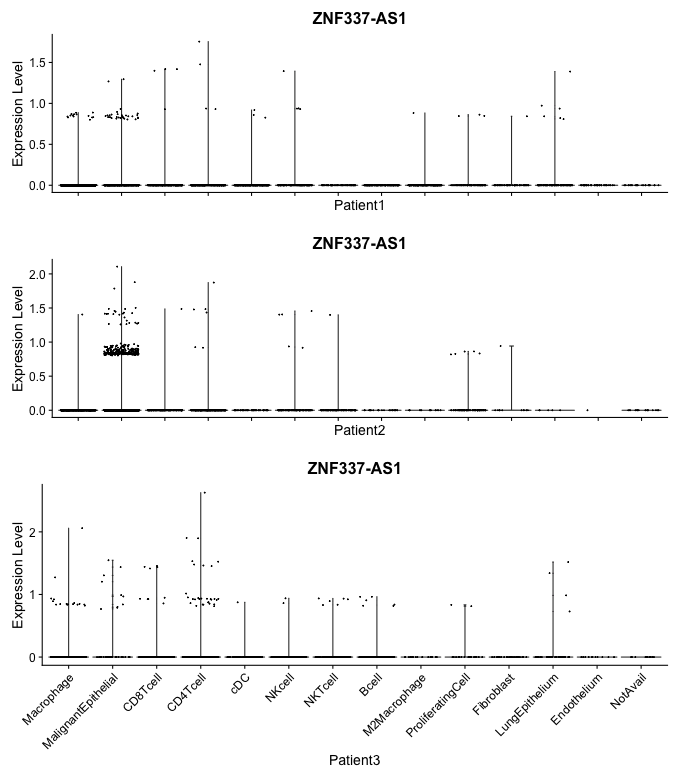 ZNF337-AS1
Expression Level
1.5
1.0
0.5
0.0
Patient1
ZNF337-AS1
Expression Level
2.0
1.5
1.0
0.5
0.0
Patient2
ZNF337-AS1
Expression Level
2
1
0
Macrophage
MalignantEpithelial
CD8Tcell
CD4Tcell
cDC
NKcell
NKTcell
Bcell
M2Macrophage
ProliferatingCell
Fibroblast
LungEpithelium
Endothelium
NotAvail
Patient3